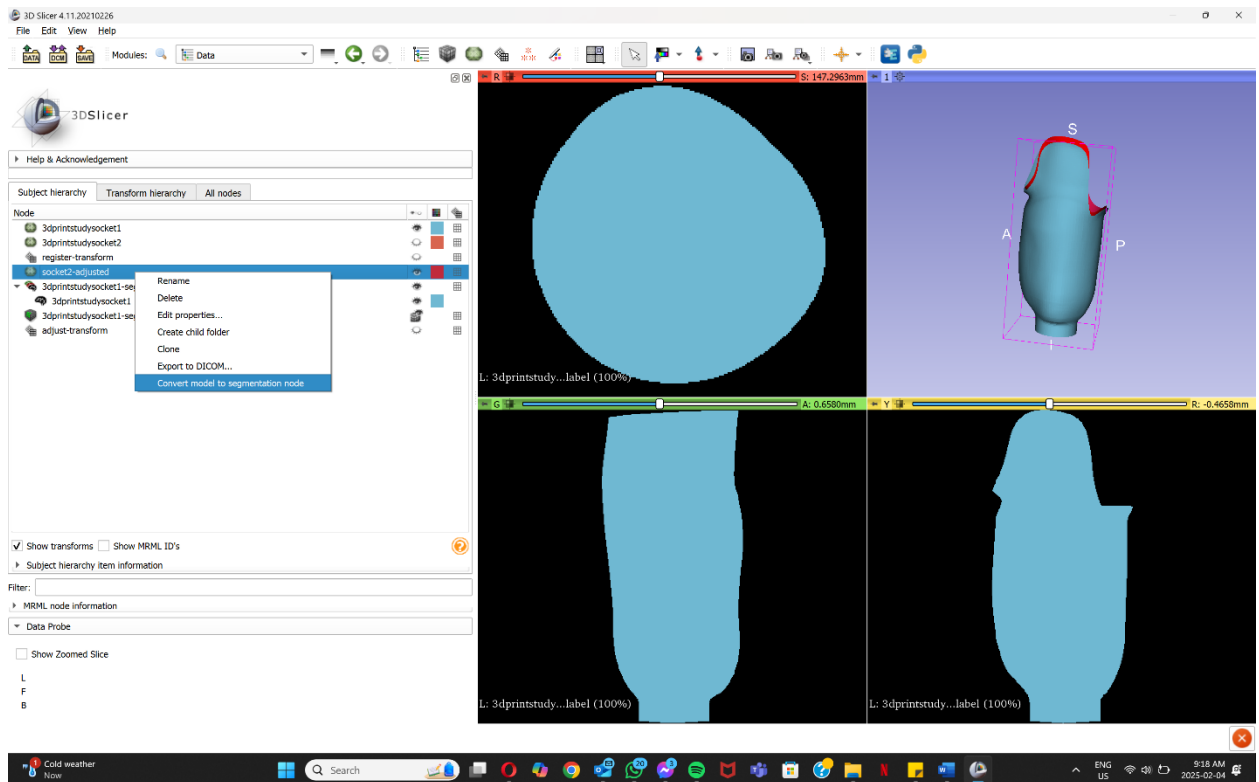 3D Slicer 4.11.20210226
File Edit View Help
DATA DCM SAVE Modules: Data
R S: 147.2963mm 1
3DSlicer
Help & Acknowledgement
Subject hierarchy Transform hierarchy All nodes
Node
3dprintstudysocket1
3dprintstudysocket2
register-transform
socket2-adjusted
3dprintstudysocket1-seg
3dprintstudysocket1
3dprintstudysocket1-seg
adjust-transform
Rename
Delete
Edit properties...
Create child folder
Clone
Export to DICOM...
Convert model to segmentation node
Show transforms Show MRML ID's
Subject hierarchy item information
Filter:
MRML node information
Data Probe
Show Zoomed Slice
L
F
B
L: 3dprintstudy...label (100%)
S
A
P
I
G A: 0.6580mm
L: 3dprintstudy...label (100%)
Y R: -0.4658mm
L: 3dprintstudy...label (100%)
1
Cold weather
Now
Search
20
3
ENG
US
9:18 AM
2025-02-04